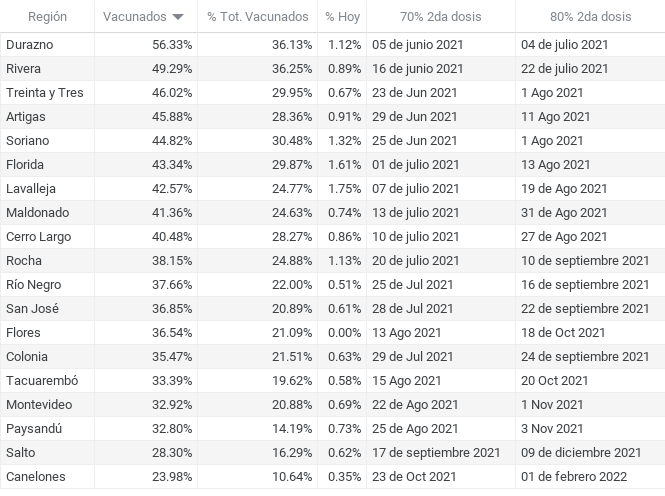 Región Vacunados % Tot. Vacunados % Hoy 70% 2da dosis 80% 2da dosis
Durazno 56.33% 36.13% 1.12% 05 de junio 2021 04 de julio 2021
Rivera 49.29% 36.25% 0.89% 16 de junio 2021 22 de julio 2021
Treinta y Tres 46.02% 29.95% 0.67% 23 de Jun 2021 1 Ago 2021
Artigas 45.88% 28.36% 0.91% 29 de Jun 2021 11 Ago 2021
Soriano 44.82% 30.48% 1.32% 25 de Jun 2021 1 Ago 2021
Florida 43.34% 29.87% 1.61% 01 de julio 2021 13 Ago 2021
Lavalleja 42.57% 24.77% 1.75% 07 de julio 2021 19 de Ago 2021
Maldonado 41.36% 24.63% 0.74% 13 de julio 2021 31 de Ago 2021
Cerro Largo 40.48% 28.27% 0.86% 10 de julio 2021 27 de Ago 2021
Rocha 38.15% 24.88% 1.13% 20 de julio 2021 10 de septiembre 2021
Río Negro 37.66% 22.00% 0.51% 25 de Jul 2021 16 de septiembre 2021
San José 36.85% 20.89% 0.61% 28 de Jul 2021 22 de septiembre 2021
Flores 36.54% 21.09% 0.00% 13 Ago 2021 18 de Oct 2021
Colonia 35.47% 21.51% 0.63% 29 de Jul 2021 24 de septiembre 2021
Tacuarembó 33.39% 19.62% 0.58% 15 Ago 2021 20 Oct 2021
Montevideo 32.92% 20.88% 0.69% 22 de Ago 2021 1 Nov 2021
Paysandú 32.80% 14.19% 0.73% 25 de Ago 2021 3 Nov 2021
Salto 28.30% 16.29% 0.62% 17 de septiembre 2021 09 de diciembre 2021
Canelones 23.98% 10.64% 0.35% 23 de Oct 2021 01 de febrero 2022